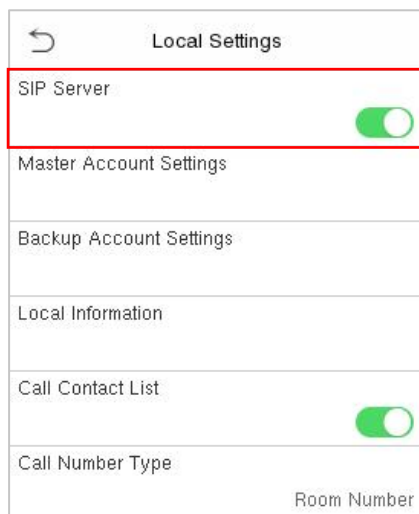 Local Settings
SIP Server
Master Account Settings
Backup Account Settings
Local Information
Call Contact List
Call Number Type
Room Number